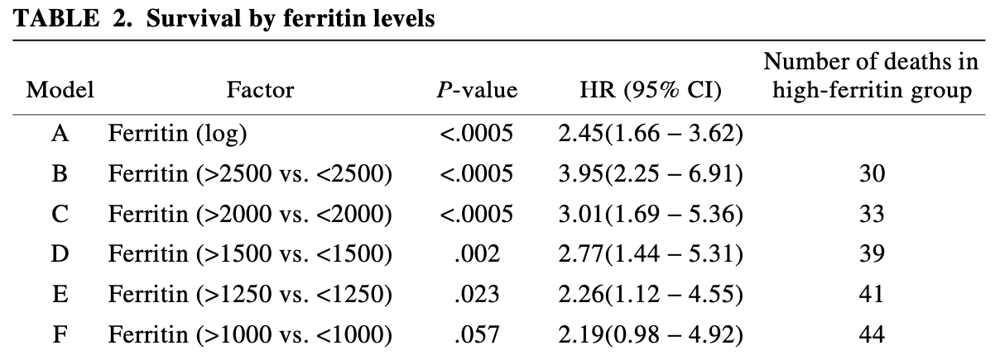 TABLE 2. Survival by ferritin levels
Number of deaths in
Model Factor P-value HR (95% CI) high-ferritin group
A Ferritin (log) <.0005 2.45(1.66 – 3.62)
B Ferritin (>2500 vs. <2500) <.0005 3.95(2.25 – 6.91) 30
C Ferritin (>2000 vs. <2000) <.0005 3.01(1.69 – 5.36) 33
D Ferritin (>1500 vs. <1500) .002 2.77(1.44 – 5.31) 39
E Ferritin (>1250 vs. <1250) .023 2.26(1.12 – 4.55) 41
F Ferritin (>1000 vs. <1000) .057 2.19(0.98 – 4.92) 44